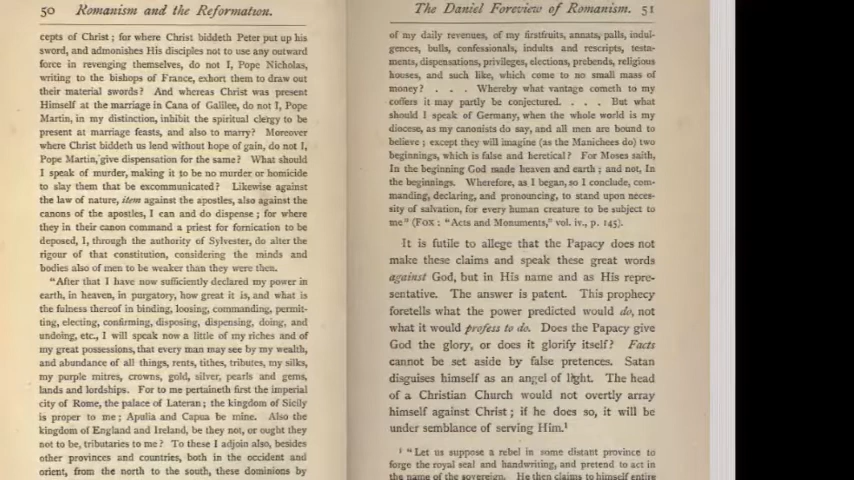 50 Romanism and the Reformation.
cepts of Christ; for where Christ biddeth Peter put up his
sword, and admonishes His disciples not to use any outward
force in revenging themselves, do not I, Pope Nicholas,
writing to the bishops of France, exhort them to draw out
their material swords? And whereas Christ was present
Himself at the marriage in Cana of Galilee, do not I, Pope
Martin, in my distinction, inhibit the spiritual clergy to be
present at marriage feasts, and also to marry? Moreover
where Christ biddeth us lend without hope of gain, do not I,
Pope Martin, give dispensation for the same? What should
I speak of murder, making it to be no murder or homicide
to slay them that be excommunicated? Likewise against
the law of nature, item against the apostles, also against the
canons of the apostles, I can and do dispense; for where
they in their canon command a priest for fornication to be
deposed, I, through the authority of Sylvester, do alter the
rigour of that constitution, considering the minds and
bodies also of men to be weaker than they were then.
"After that I have now sufficiently declared my power in
earth, in heaven, in purgatory, how great it is, and what is
the fulness thereof in binding, loosing, commanding, permit-
ting, electing, confirming, disposing, dispensing, doing, and
undoing, etc., I will speak now a little of my riches and of
my great possessions, that every man may see by my wealth,
and abundance of all things, rents, tithes, tributes, my silks,
my purple mitres, crowns, gold, silver, pearls and gems,
lands and lordships. For to me pertaineth first the imperial
city of Rome, the palace of Lateran; the kingdom of Sicily
is proper to me; Apulia and Capua be mine. Also the
kingdom of England and Ireland, be they not, or ought they
not to be, tributaries to me? To these I adjoin also, besides
other provinces and countries, both in the occident and
orient, from the north to the south, these dominions by
The Daniel Foreview of Romanism. 51
of my daily revenues, of my firstfruits, annats, palls, indul-
gences, bulls, confessionals, indults and rescripts, testa-
ments, dispensations, privileges, elections, prebends, religious
houses, and such like, which come to no small mass of
money? . . . Whereby what vantage cometh to my
coffers it may partly be conjectured. . . . But what
should I speak of Germany, when the whole world is my
diocese, as my canonists do say, and all men are bound to
believe; except they will imagine (as the Manichees do) two
beginnings, which is false and heretical? For Moses saith,
In the beginning God made heaven and earth; and not, In
the beginnings. Wherefore, as I began, so I conclude, com-
manding, declaring, and pronouncing, to stand upon neces-
sity of salvation, for every human creature to be subject to
me" (FOX: "Acts and Monuments," vol. iv., p. 145).
It is futile to allege that the Papacy does not
make these claims and speak these great words
against God, but in His name and as His repre-
sentative. The answer is patent. This prophecy
foretells what the power predicted would do, not
what it would profess to do. Does the Papacy give
God the glory, or does it glorify itself? Facts
cannot be set aside by false pretences. Satan
disguises himself as an angel of light. The head
of a Christian Church would not overtly array
himself against Christ; if he does so, it will be
under semblance of serving Him.¹
¹ "Let us suppose a rebel in some distant province to
forge the royal seal and handwriting, and pretend to act in
the name of the sovereign. He then claims to himself entire